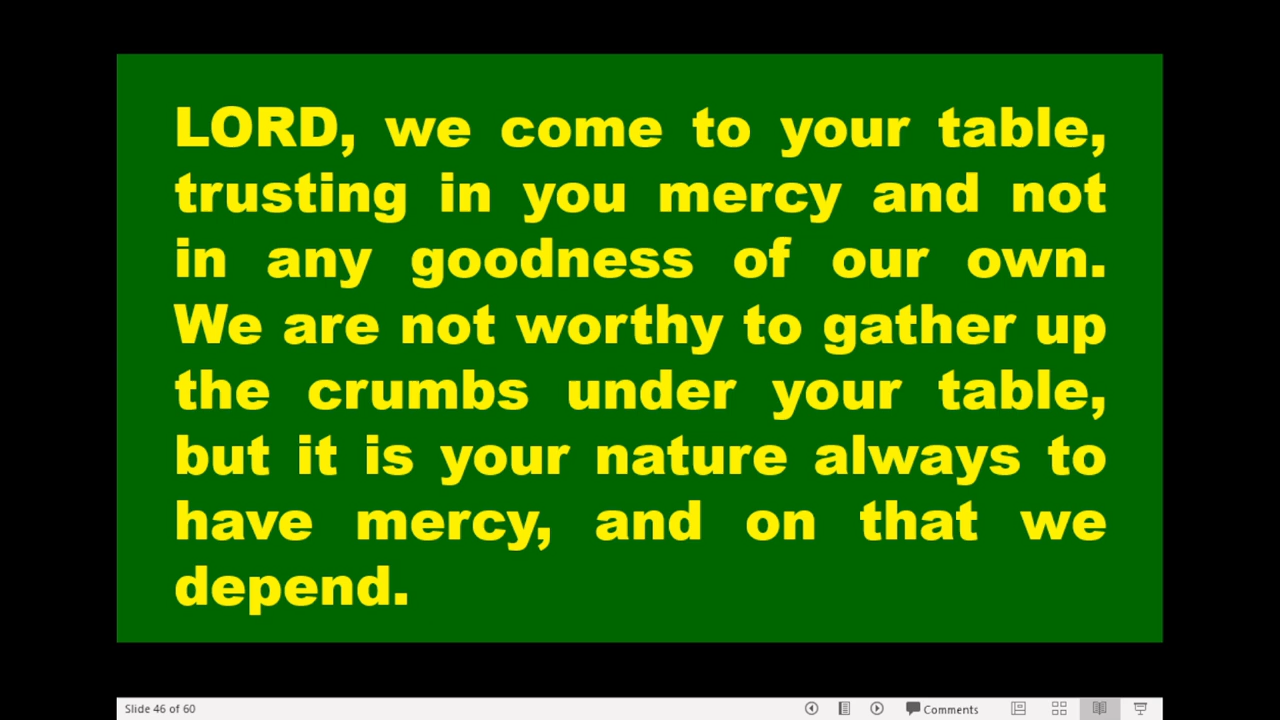 LORD, we come to your table,
trusting in you mercy and not
in any goodness of our own.
We are not worthy to gather up
the crumbs under your table,
but it is your nature always to
have mercy, and on that we
depend.
Slide 46 of 60
Comments